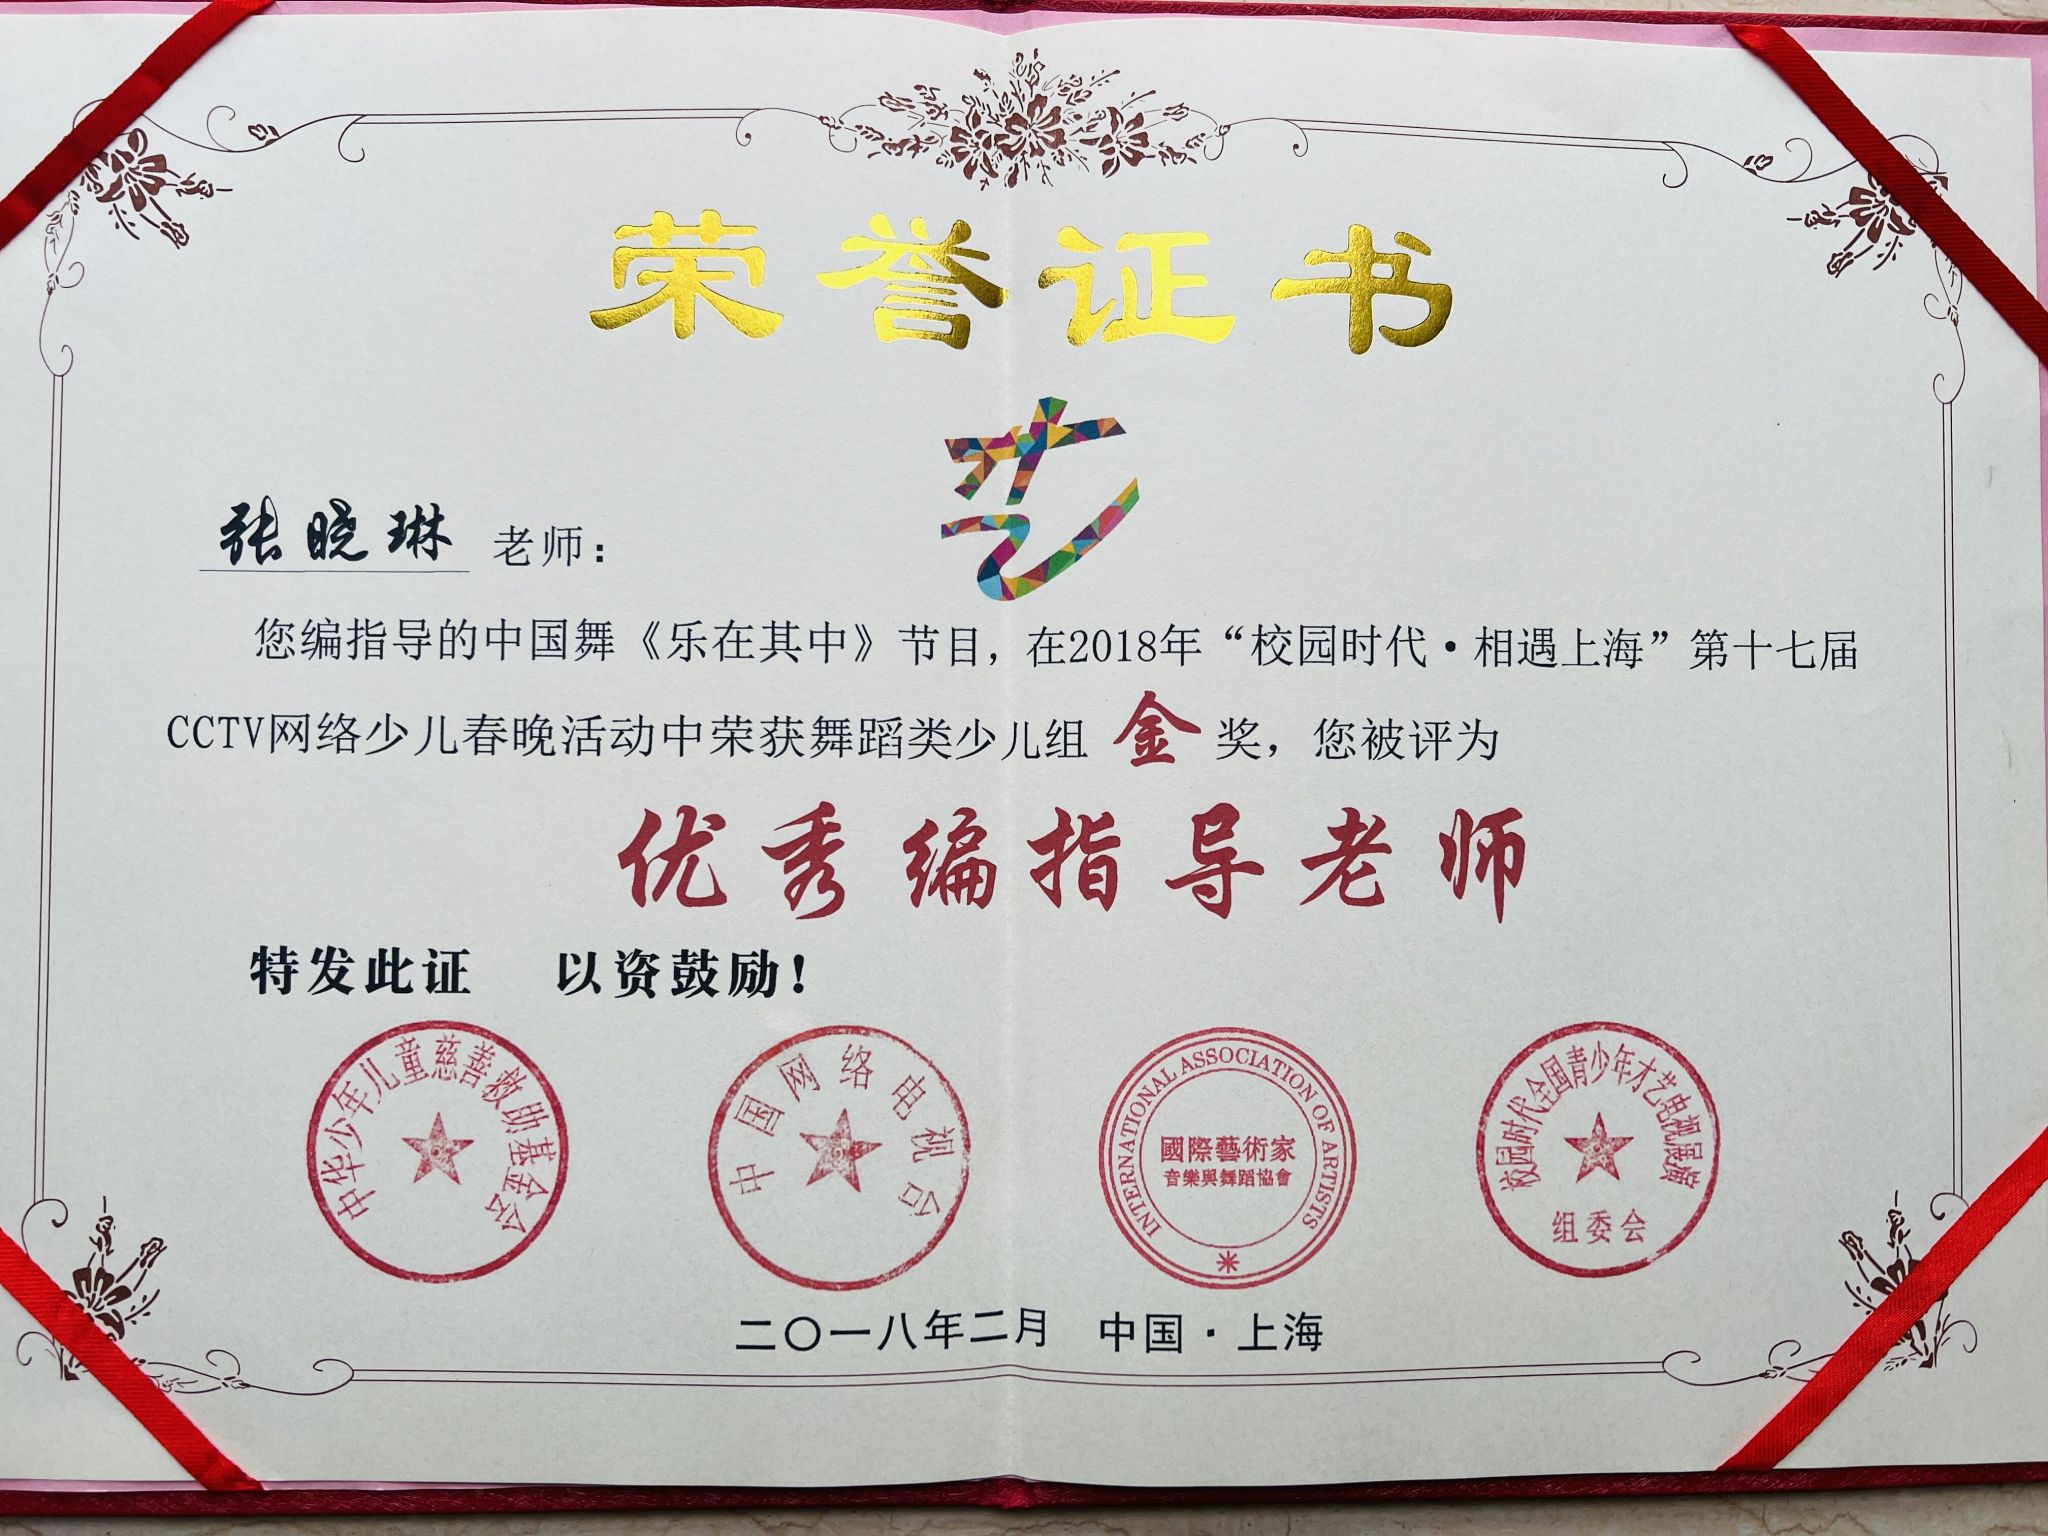 荣誉证书
艺
张晓琳 老师：
您编指导的中国舞《乐在其中》节目，在2018年“校园时代·相遇上海”第十七届
CCTV网络少儿春晚活动中荣获舞蹈类少儿组 金 奖，您被评为
优秀编指导老师
特发此证 以资鼓励！
中华少年儿童慈善救助基金会
中国网络电视台
INTERNATIONAL ASSOCIATION OF ARTISTS
國際藝術家
音樂與舞蹈協會
校园时代全国青少年才艺电视展演
组委会
二〇一八年二月 中国·上海